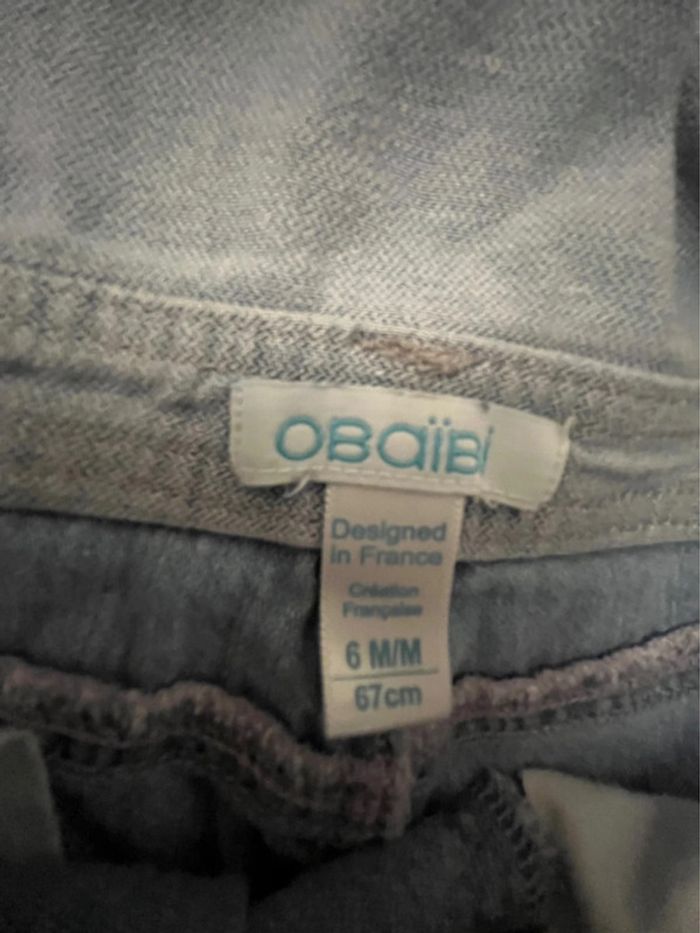 OBaïBi
Designed
in France
Création
Française
6 M/M
67cm